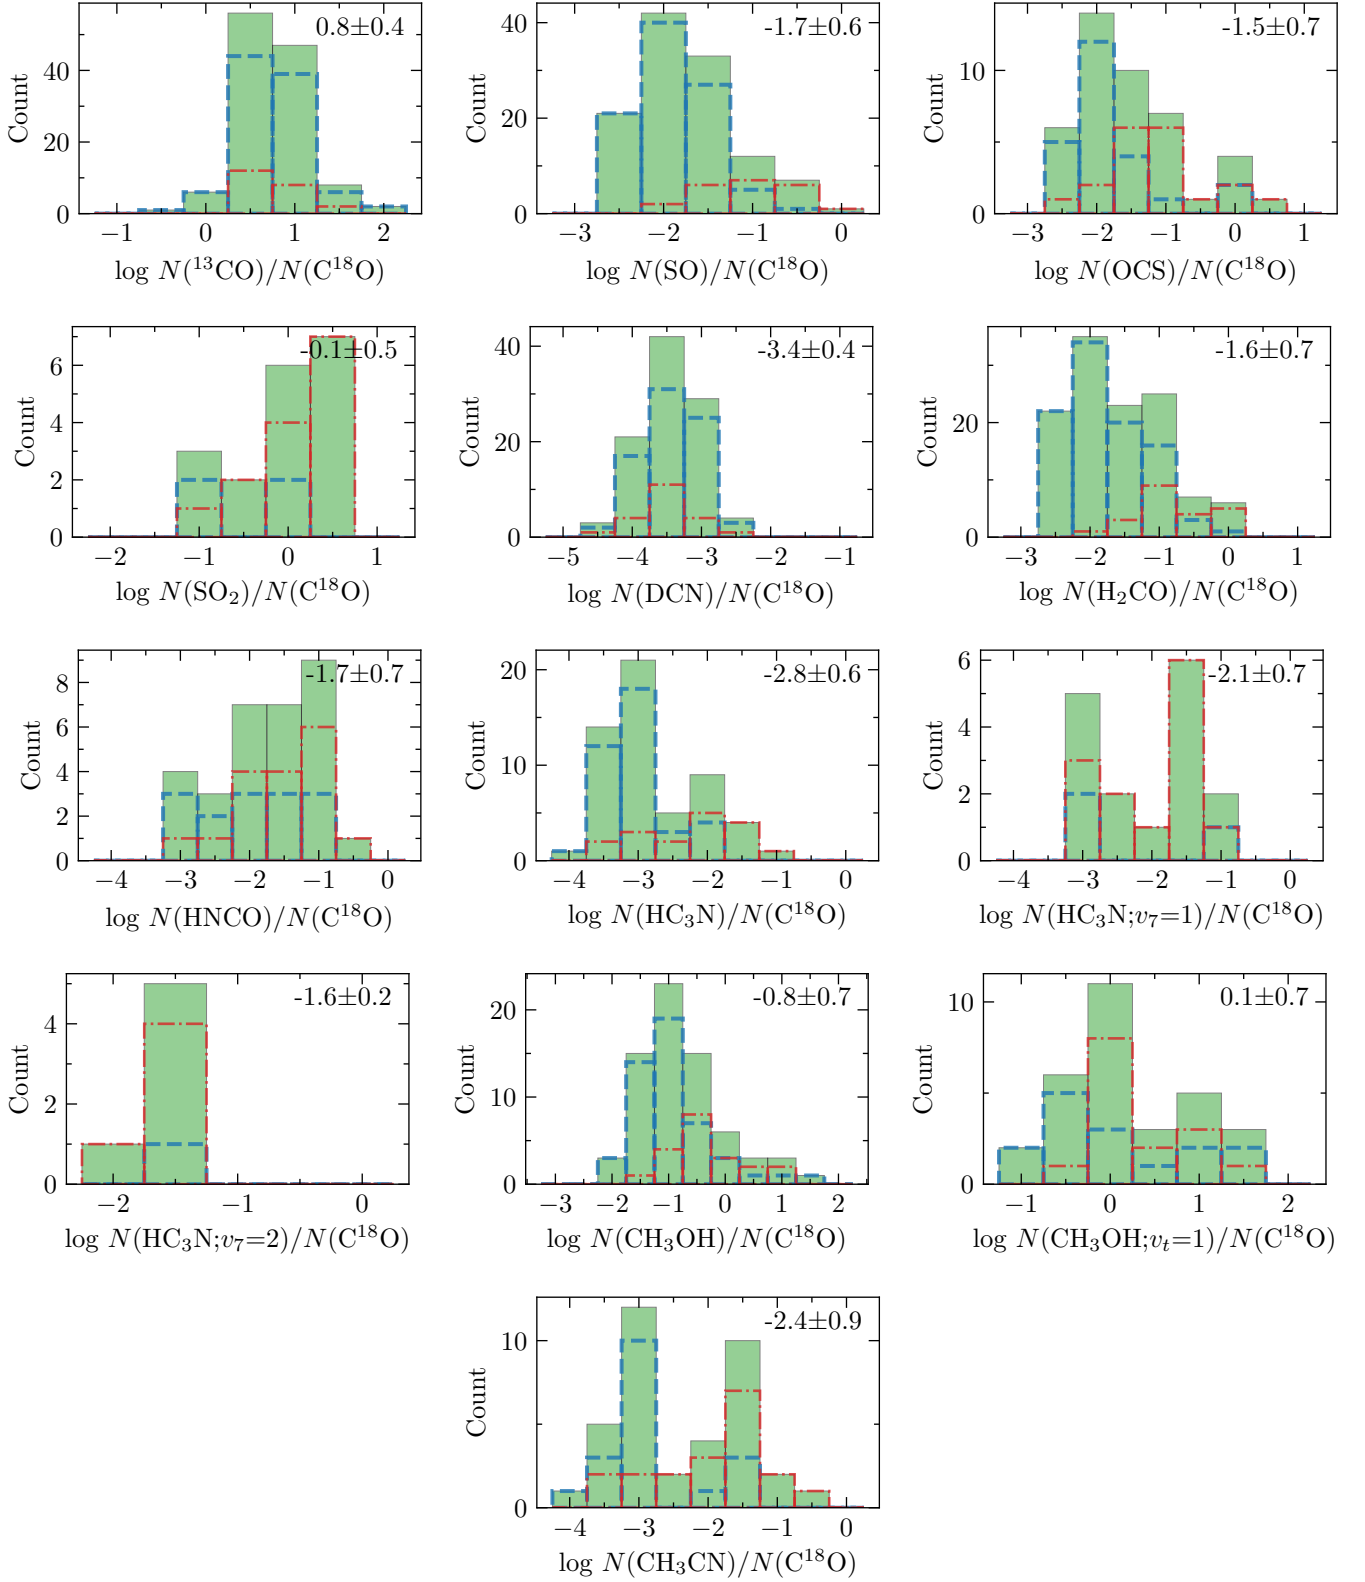 0.8±0.4
Count
40
20
0
−1 0 1 2
log N(¹³CO)/N(C¹⁸O)
-1.7±0.6
Count
40
20
0
−3 −2 −1 0
log N(SO)/N(C¹⁸O)
-1.5±0.7
Count
10
0
−3 −2 −1 0 1
log N(OCS)/N(C¹⁸O)
-0.1±0.5
Count
6
4
2
0
−2 −1 0 1
log N(SO₂)/N(C¹⁸O)
-3.4±0.4
Count
40
20
0
−5 −4 −3 −2 −1
log N(DCN)/N(C¹⁸O)
-1.6±0.7
Count
20
0
−3 −2 −1 0 1
log N(H₂CO)/N(C¹⁸O)
-1.7±0.7
Count
8
6
4
2
0
−4 −3 −2 −1 0
log N(HNCO)/N(C¹⁸O)
-2.8±0.6
Count
20
10
0
−4 −3 −2 −1 0
log N(HC₃N)/N(C¹⁸O)
-2.1±0.7
Count
6
4
2
0
−4 −3 −2 −1 0
log N(HC₃N;v₇=1)/N(C¹⁸O)
-1.6±0.2
Count
4
2
0
−2 −1 0
log N(HC₃N;v₇=2)/N(C¹⁸O)
-0.8±0.7
Count
20
10
0
−3 −2 −1 0 1 2
log N(CH₃OH)/N(C¹⁸O)
0.1±0.7
Count
10
5
0
−1 0 1 2
log N(CH₃OH;vₜ=1)/N(C¹⁸O)
-2.4±0.9
Count
10
0
−4 −3 −2 −1 0
log N(CH₃CN)/N(C¹⁸O)